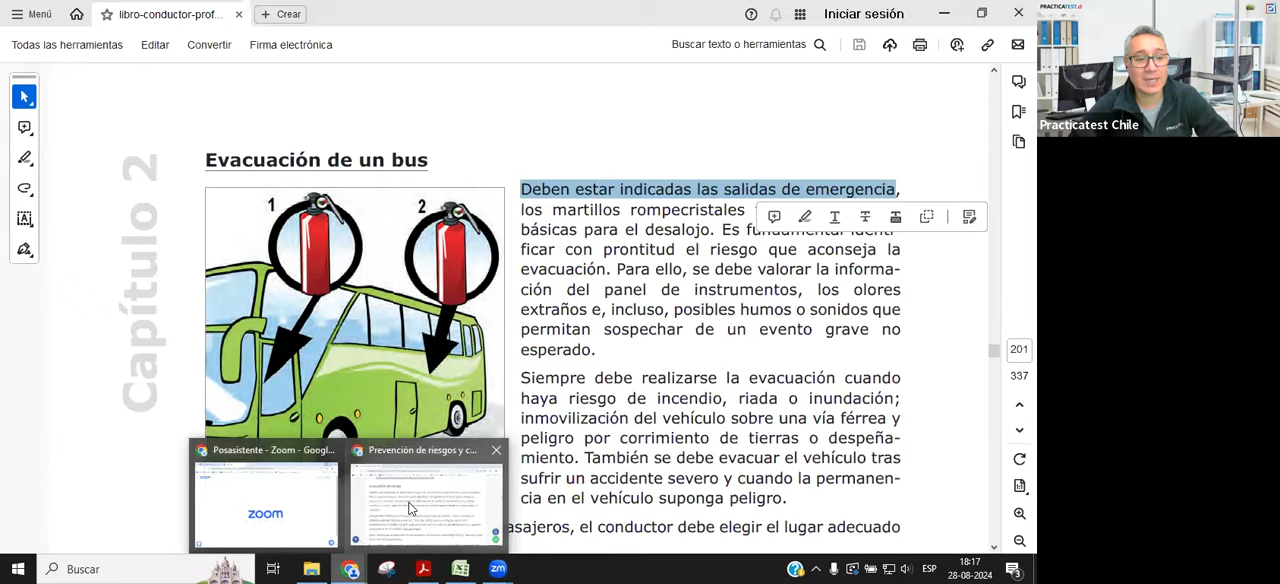 Menú
libro-conductor-prof...
+ Crear
Iniciar sesión
Todas las herramientas
Editar
Convertir
Firma electrónica
Buscar texto o herramientas
PRACTICATEST.cl
Practicatest Chile
Capítulo 2
Evacuación de un bus
1
2
Deben estar indicadas las salidas de emergencia,
los martillos rompecristales
básicas para el desalojo. Es fundamental identi-
ficar con prontitud el riesgo que aconseja la
evacuación. Para ello, se debe valorar la informa-
ción del panel de instrumentos, los olores
extraños e, incluso, posibles humos o sonidos que
permitan sospechar de un evento grave no
esperado.
Siempre debe realizarse la evacuación cuando
haya riesgo de incendio, riada o inundación;
inmovilización del vehículo sobre una vía férrea y
peligro por corrimiento de tierras o despeña-
miento. También se debe evacuar el vehículo tras
sufrir un accidente severo y cuando la permanen-
cia en el vehículo suponga peligro.
asajeros, el conductor debe elegir el lugar adecuado
201
337
Posasistente - Zoom - Googl...
zoom
Prevención de riesgos y c...
Buscar
zm
ESP
18:17
28-08-2024
3